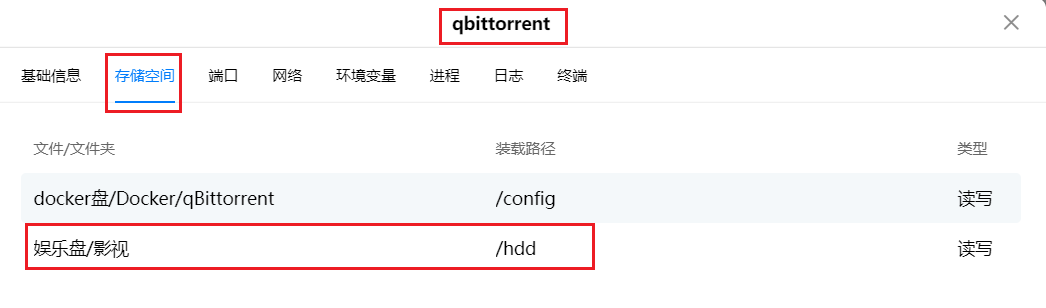 qbittorrent
基础信息 存储空间 端口 网络 环境变量 进程 日志 终端
文件/文件夹 装载路径 类型
docker盘/Docker/qBittorrent /config 读写
娱乐盘/影视 /hdd 读写